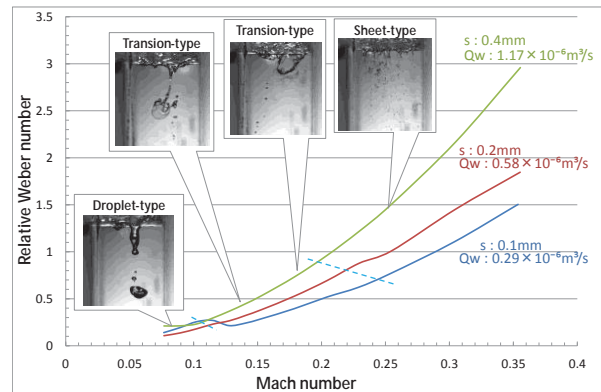 Relative Weber number
3.5
3
2.5
2
1.5
1
0.5
0
Transion-type
Transion-type
Sheet-type
Droplet-type
s : 0.4mm
Qw : 1.17×10⁻⁶m³/s
s : 0.2mm
Qw : 0.58×10⁻⁶m³/s
s : 0.1mm
Qw : 0.29×10⁻⁶m³/s
0 0.05 0.1 0.15 0.2 0.25 0.3 0.35 0.4
Mach number